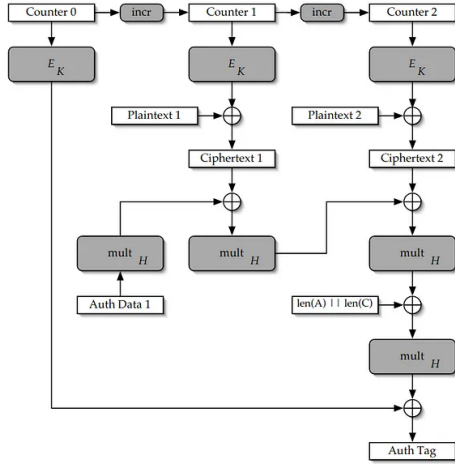 Counter 0
incr
Counter 1
incr
Counter 2
E K
E K
E K
Plaintext 1
Plaintext 2
Ciphertext 1
Ciphertext 2
mult H
mult H
mult H
Auth Data 1
len(A) || len(C)
mult H
Auth Tag